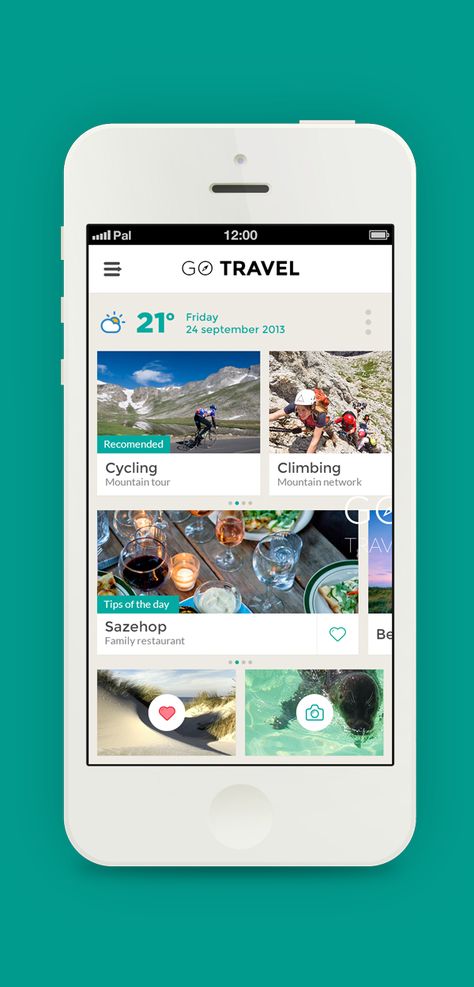 Pal 12:00
GO TRAVEL
21°
Friday
24 september 2013
Recomended
Cycling
Mountain tour
Climbing
Mountain network
GO
TRAV
Tips of the day
Sazehop
Family restaurant
Be